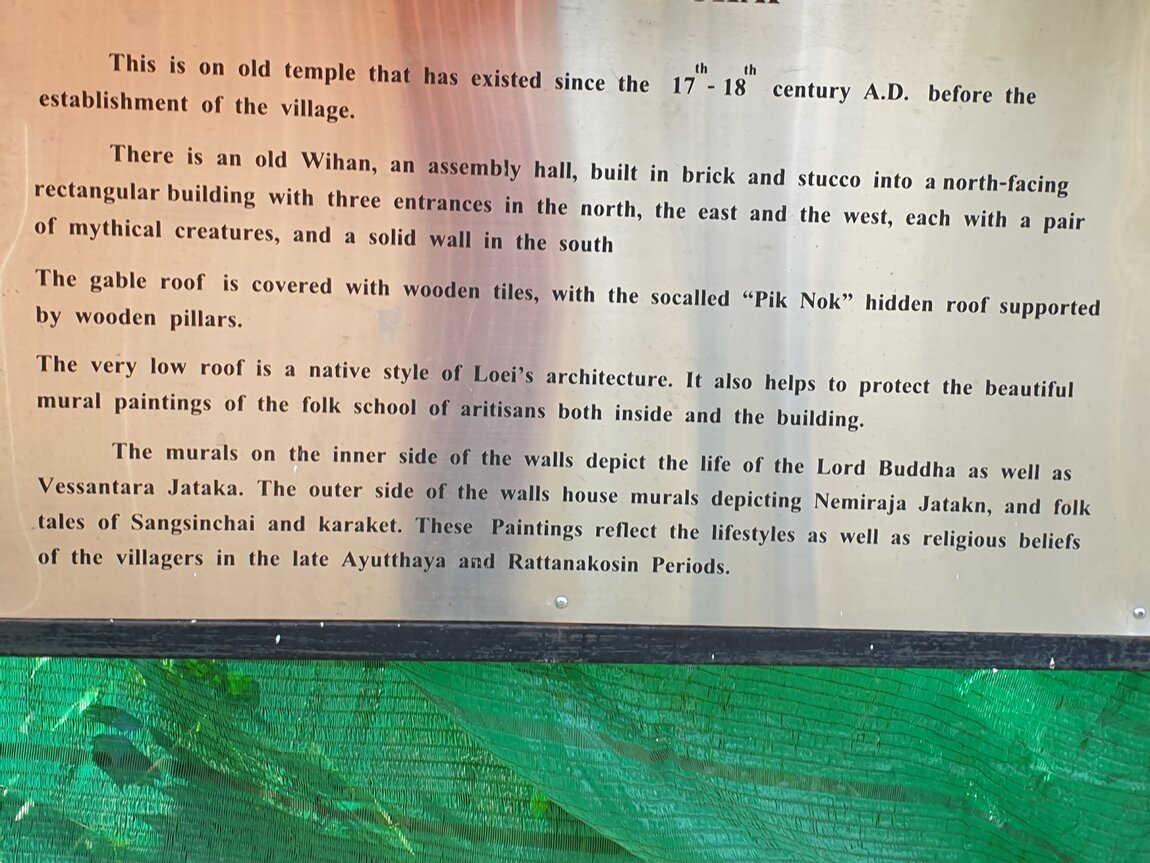 This is on old temple that has existed since the 17th - 18th century A.D. before the
establishment of the village.
There is an old Wihan, an assembly hall, built in brick and stucco into a north-facing
rectangular building with three entrances in the north, the east and the west, each with a pair
of mythical creatures, and a solid wall in the south
The gable roof is covered with wooden tiles, with the socalled “Pik Nok” hidden roof supported
by wooden pillars.
The very low roof is a native style of Loei’s architecture. It also helps to protect the beautiful
mural paintings of the folk school of aritisans both inside and the building.
The murals on the inner side of the walls depict the life of the Lord Buddha as well as
Vessantara Jataka. The outer side of the walls house murals depicting Nemiraja Jatakn, and folk
tales of Sangsinchai and karaket. These Paintings reflect the lifestyles as well as religious beliefs
of the villagers in the late Ayutthaya and Rattanakosin Periods.